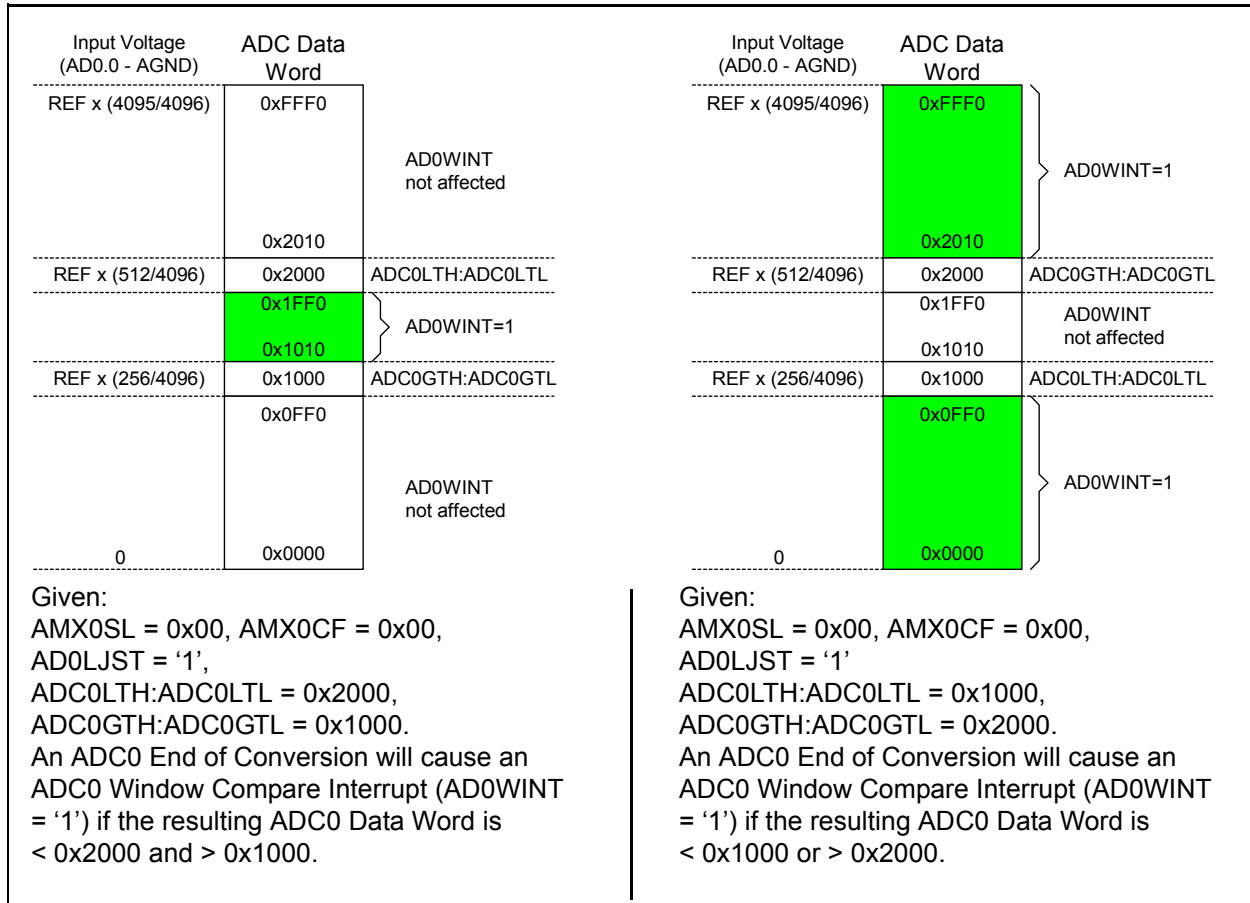 Input Voltage
(AD0.0 - AGND)
ADC Data
Word
REF x (4095/4096)
0xFFF0
AD0WINT
not affected
0x2010
REF x (512/4096)
0x2000
ADC0LTH:ADC0LTL
0x1FF0
AD0WINT=1
0x1010
REF x (256/4096)
0x1000
ADC0GTH:ADC0GTL
0x0FF0
AD0WINT
not affected
0
0x0000
Given:
AMX0SL = 0x00, AMX0CF = 0x00,
AD0LJST = ‘1’,
ADC0LTH:ADC0LTL = 0x2000,
ADC0GTH:ADC0GTL = 0x1000.
An ADC0 End of Conversion will cause an
ADC0 Window Compare Interrupt (AD0WINT
= ‘1’) if the resulting ADC0 Data Word is
< 0x2000 and > 0x1000.
Input Voltage
(AD0.0 - AGND)
ADC Data
Word
REF x (4095/4096)
0xFFF0
AD0WINT=1
0x2010
REF x (512/4096)
0x2000
ADC0GTH:ADC0GTL
0x1FF0
AD0WINT
not affected
0x1010
REF x (256/4096)
0x1000
ADC0LTH:ADC0LTL
0x0FF0
AD0WINT=1
0
0x0000
Given:
AMX0SL = 0x00, AMX0CF = 0x00,
AD0LJST = ‘1’
ADC0LTH:ADC0LTL = 0x1000,
ADC0GTH:ADC0GTL = 0x2000.
An ADC0 End of Conversion will cause an
ADC0 Window Compare Interrupt (AD0WINT
= ‘1’) if the resulting ADC0 Data Word is
< 0x1000 or > 0x2000.